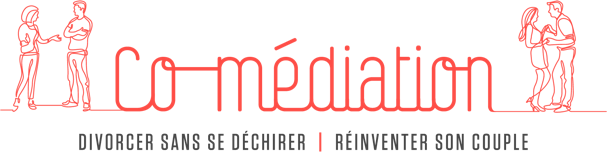 Co-médiation
DIVORCER SANS SE DÉCHIRER | RÉINVENTER SON COUPLE